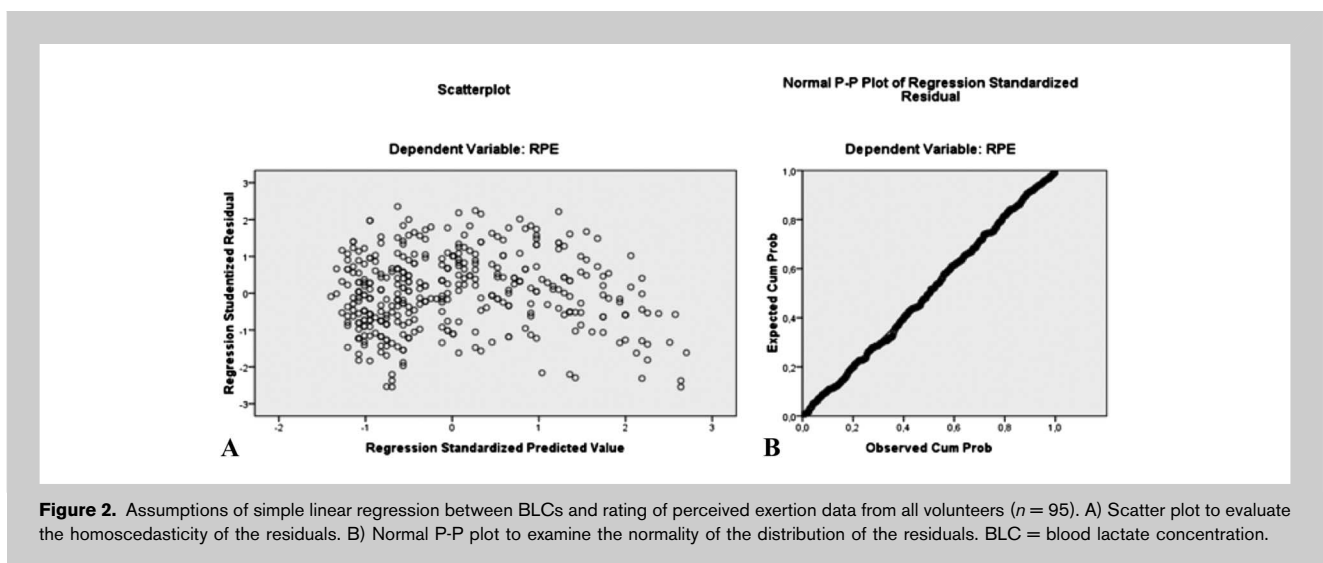 Scatterplot
Dependent Variable: RPE
Regression Studentized Residual
3
2
1
0
-1
-2
-3
-2
-1
0
1
2
3
Regression Standardized Predicted Value
A
Normal P-P Plot of Regression Standardized
Residual
Dependent Variable: RPE
Expected Cum Prob
1,0
0,8
0,6
0,4
0,2
0,0
0,0
0,2
0,4
0,6
0,8
1,0
Observed Cum Prob
B
Figure 2. Assumptions of simple linear regression between BLCs and rating of perceived exertion data from all volunteers (n = 95). A) Scatter plot to evaluate
the homoscedasticity of the residuals. B) Normal P-P plot to examine the normality of the distribution of the residuals. BLC = blood lactate concentration.